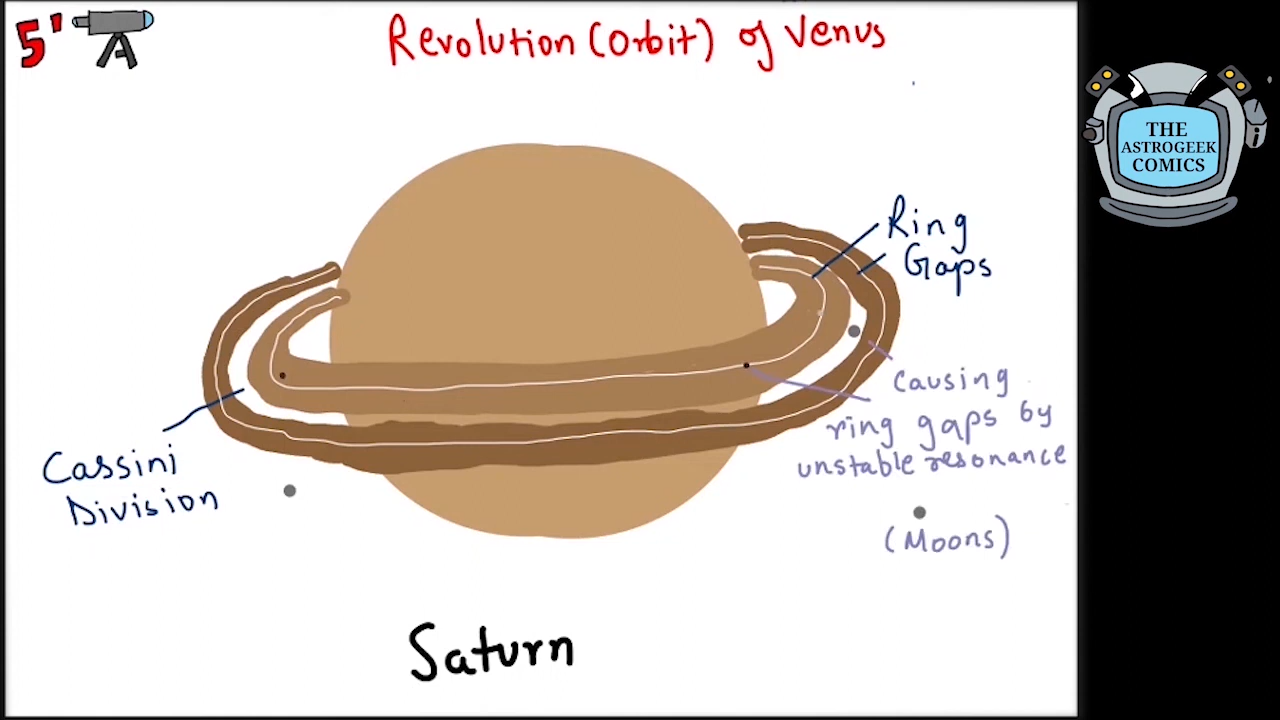 5'
Revolution (Orbit) of Venus
THE
ASTROGEEK
COMICS
Ring
Gaps
Causing
ring gaps by
unstable resonance
Cassini
Division
(Moons)
Saturn